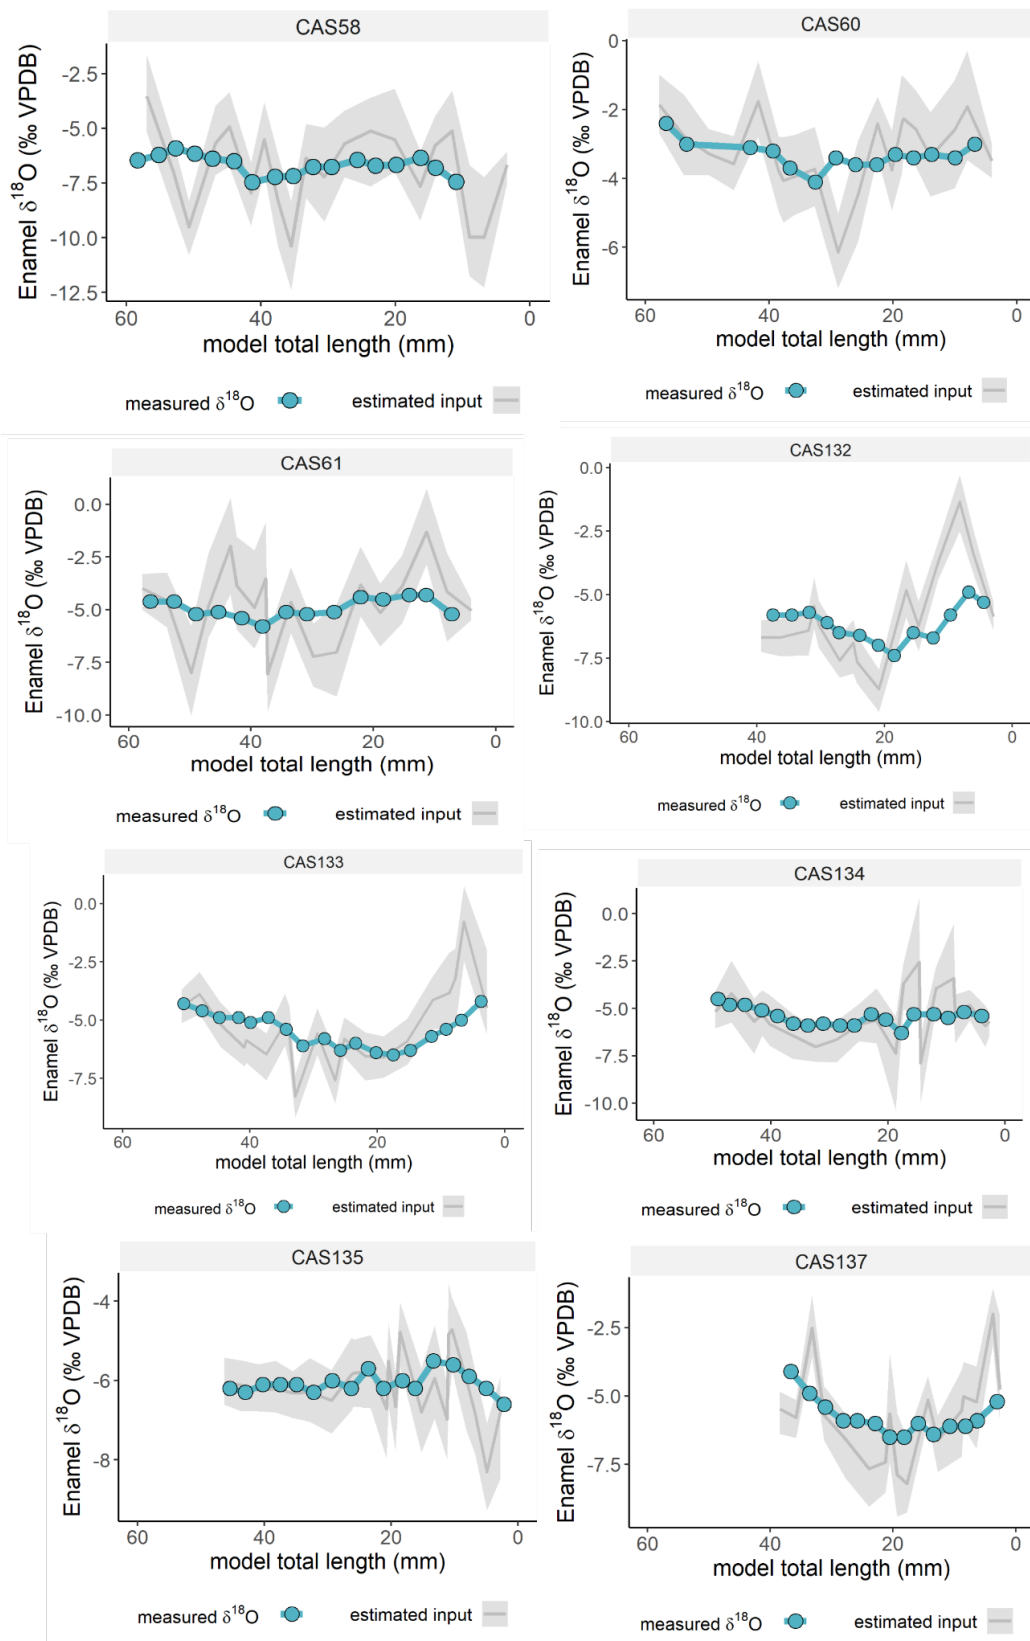 CAS58
Enamel δ18O (‰ VPDB)
-2.5
-5.0
-7.5
-10.0
-12.5
60 40 20 0
model total length (mm)
measured δ18O estimated input
CAS60
Enamel δ18O (‰ VPDB)
0
-2
-4
-6
60 40 20 0
model total length (mm)
measured δ18O estimated input
CAS61
Enamel δ18O (‰ VPDB)
0.0
-2.5
-5.0
-7.5
-10.0
60 40 20 0
model total length (mm)
measured δ18O estimated input
CAS132
Enamel δ18O (‰ VPDB)
0.0
-2.5
-5.0
-7.5
-10.0
60 40 20 0
model total length (mm)
measured δ18O estimated input
CAS133
Enamel δ18O (‰ VPDB)
0.0
-2.5
-5.0
-7.5
60 40 20 0
model total length (mm)
measured δ18O estimated input
CAS134
Enamel δ18O (‰ VPDB)
0.0
-2.5
-5.0
-7.5
-10.0
60 40 20 0
model total length (mm)
measured δ18O estimated input
CAS135
Enamel δ18O (‰ VPDB)
-4
-6
-8
60 40 20 0
model total length (mm)
measured δ18O estimated input
CAS137
Enamel δ18O (‰ VPDB)
-2.5
-5.0
-7.5
60 40 20 0
model total length (mm)
measured δ18O estimated input